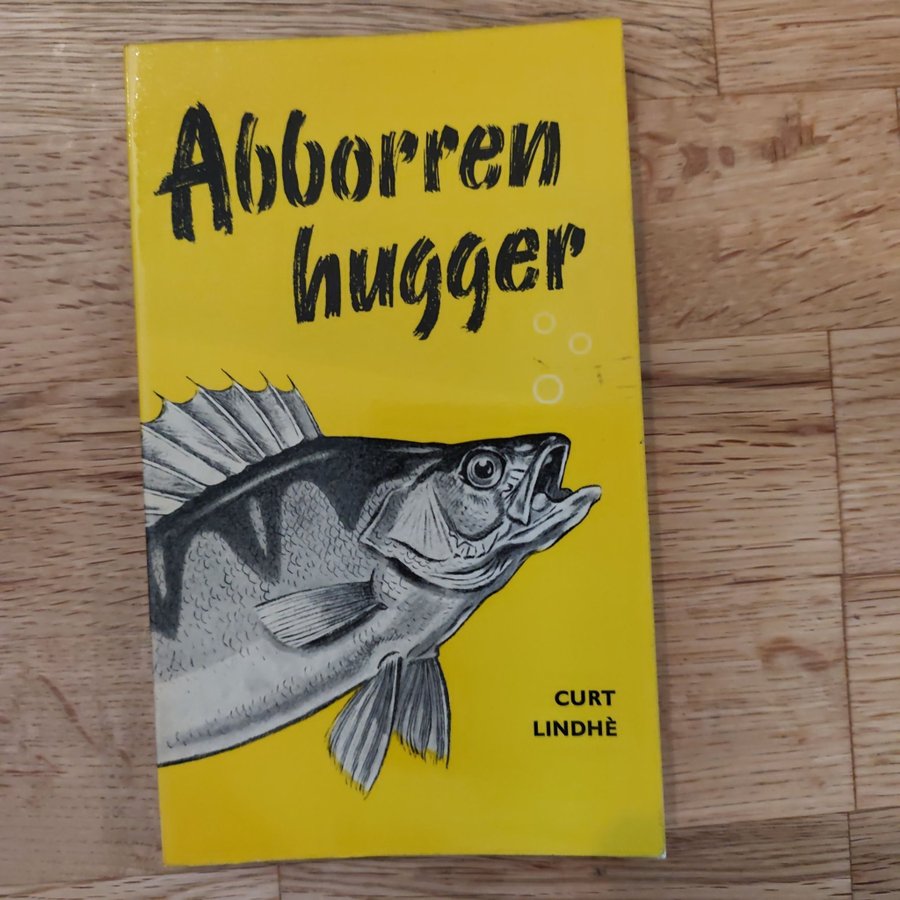 Abborren
hugger
CURT
LINDHÈ